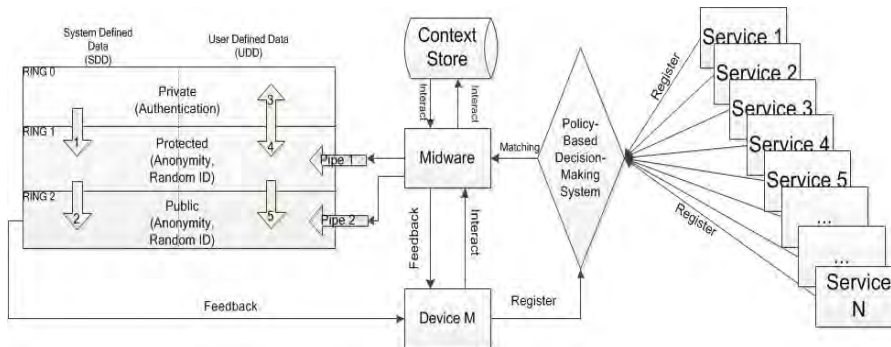 System Defined
Data
(SDD)
User Defined Data
(UDD)
RING 0
Private
(Authentication)
3
1
RING 1
Protected
(Anonymity,
Random ID)
4
Pipe 1
RING 2
Public
(Anonymity,
Random ID)
2
5
Pipe 2
Context
Store
Interact
Interact
Midware
Matching
Policy-
Based
Decision-
Making
System
Feedback
Interact
Feedback
Device M
Register
Register
Register
Service 1
Service 2
Service 3
Service 4
Service 5
...
...
Service
N